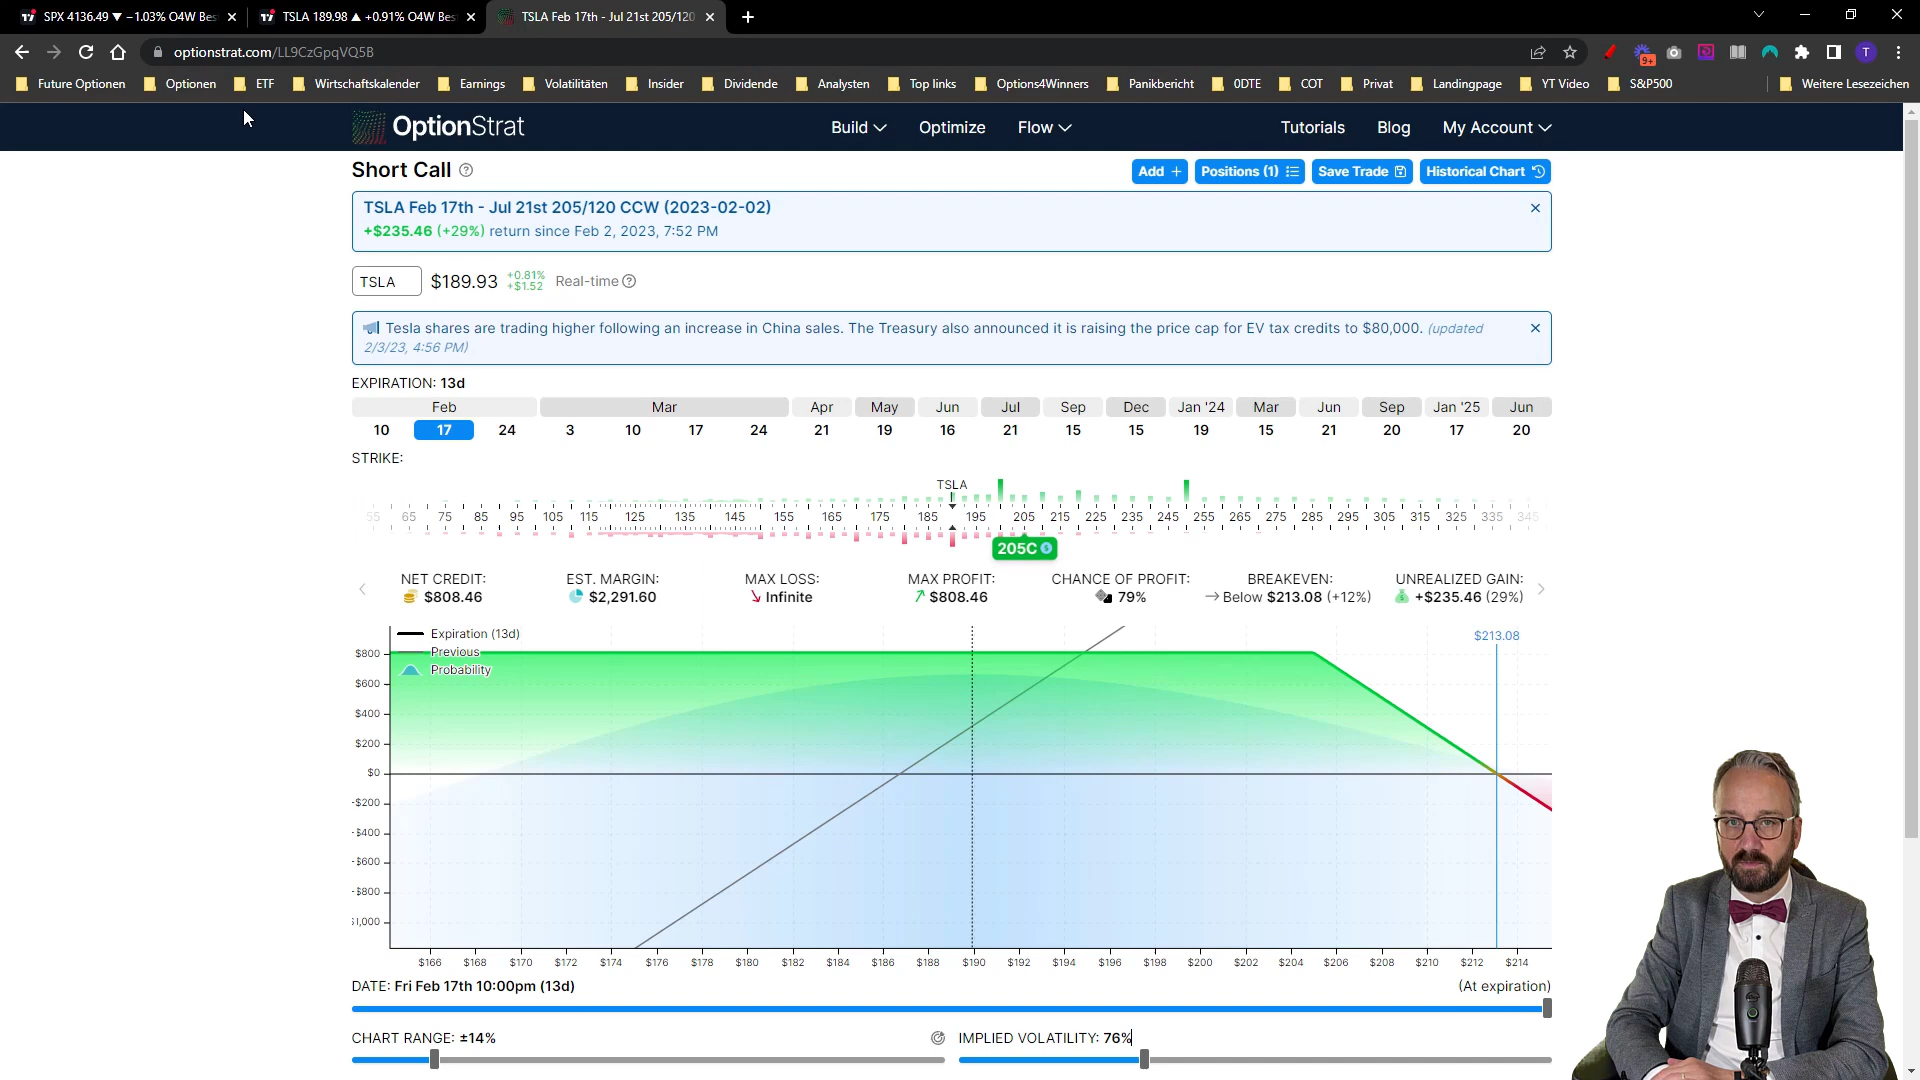 SPX 4136.49 ▼ −1.03% O4W Bes
TSLA 189.98 ▲ +0.91% O4W Bes
TSLA Feb 17th - Jul 21st 205/120
optionstrat.com/LL9CzGpqVQ5B
9+
T
Future Optionen
Optionen
ETF
Wirtschaftskalender
Earnings
Volatilitäten
Insider
Dividende
Analysten
Top links
Options4Winners
Panikbericht
0DTE
COT
Privat
Landingpage
YT Video
S&P500
Weitere Lesezeichen
OptionStrat
Build
Optimize
Flow
Tutorials
Blog
My Account
Short Call
Add +
Positions (1)
Save Trade
Historical Chart
TSLA Feb 17th - Jul 21st 205/120 CCW (2023-02-02)
+$235.46 (+29%) return since Feb 2, 2023, 7:52 PM
TSLA
$189.93
+0.81%
+$1.52
Real-time
Tesla shares are trading higher following an increase in China sales. The Treasury also announced it is raising the price cap for EV tax credits to $80,000. (updated
2/3/23, 4:56 PM)
EXPIRATION: 13d
Feb Mar Apr May Jun Jul Sep Dec Jan '24 Mar Jun Sep Jan '25 Jun
10 17 24 3 10 17 24 21 19 16 21 15 15 19 15 21 20 17 20
STRIKE:
TSLA
55 65 75 85 95 105 115 125 135 145 155 165 175 185 195 205 215 225 235 245 255 265 275 285 295 305 315 325 335 345
205C
NET CREDIT: EST. MARGIN: MAX LOSS: MAX PROFIT: CHANCE OF PROFIT: BREAKEVEN: UNREALIZED GAIN:
$808.46 $2,291.60 Infinite $808.46 79% Below $213.08 (+12%) +$235.46 (29%)
Expiration (13d)
Previous
Probability
$213.08
$800
$600
$400
$200
$0
-$200
-$400
-$600
-$800
$1,000
$166 $168 $170 $172 $174 $176 $178 $180 $182 $184 $186 $188 $190 $192 $194 $196 $198 $200 $202 $204 $206 $208 $210 $212 $214
DATE: Fri Feb 17th 10:00pm (13d)
(At expiration)
CHART RANGE: ±14%
IMPLIED VOLATILITY: 76%